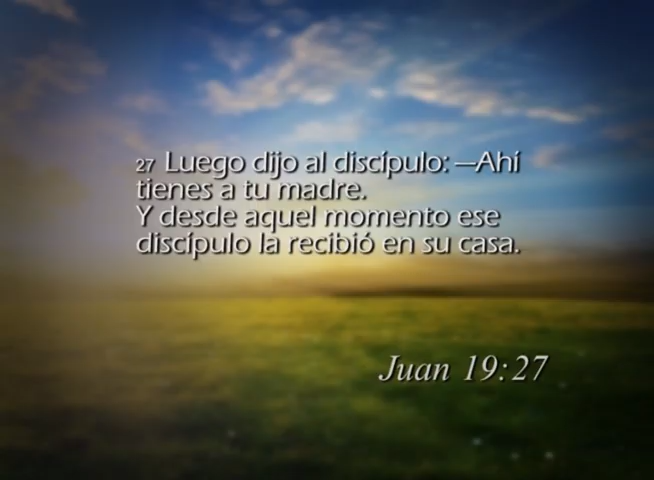 27 Luego dijo al discípulo: —Ahí
tienes a tu madre.
Y desde aquel momento ese
discípulo la recibió en su casa.
Juan 19:27